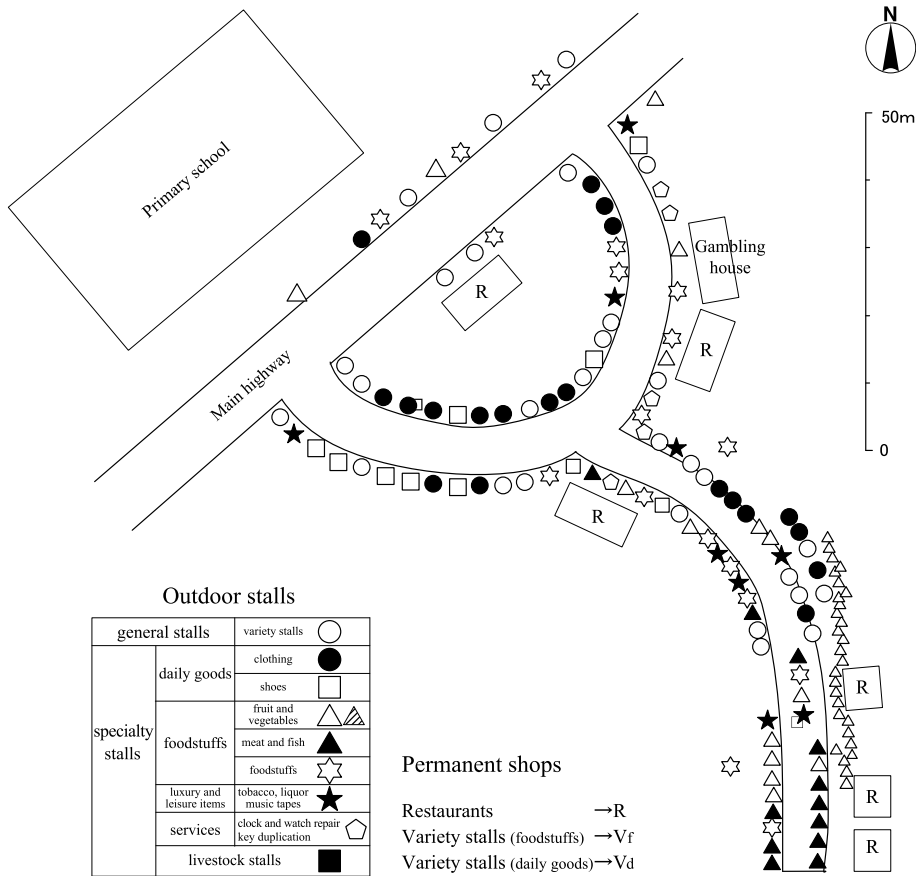 N
50m
Primary school
Gambling
house
R
R
Main highway
0
R
Outdoor stalls
general stalls
variety stalls
specialty
stalls
daily goods
clothing
shoes
foodstuffs
fruit and
vegetables
meat and fish
foodstuffs
luxury and
leisure items
tobacco, liquor
music tapes
services
clock and watch repair
key duplication
livestock stalls
R
R
R
Permanent shops
Restaurants →R
Variety stalls (foodstuffs) →Vf
Variety stalls (daily goods)→Vd